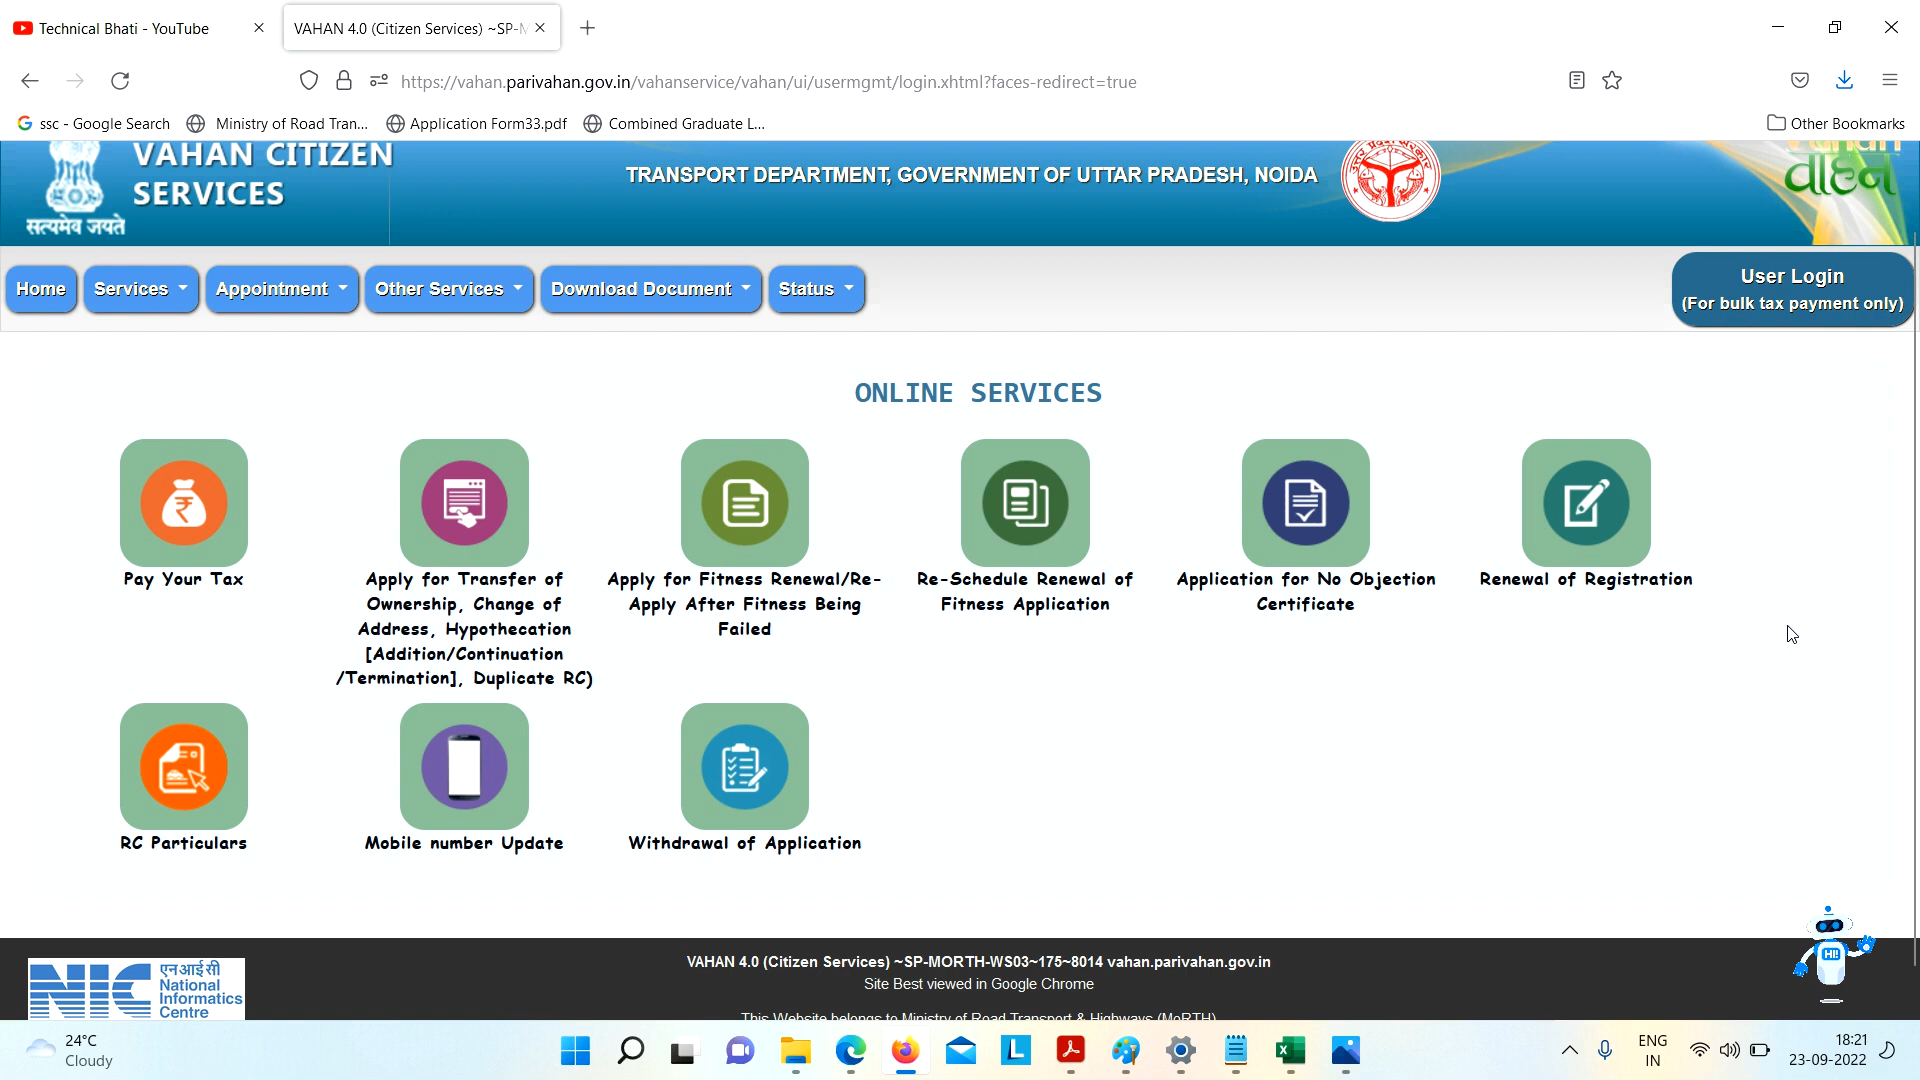 Technical Bhati - YouTube
VAHAN 4.0 (Citizen Services) ~SP-M
https://vahan.parivahan.gov.in/vahanservice/vahan/ui/usermgmt/login.xhtml?faces-redirect=true
ssc - Google Search
Ministry of Road Tran...
Application Form33.pdf
Combined Graduate L...
Other Bookmarks
VAHAN CITIZEN
SERVICES
सत्यमेव जयते
TRANSPORT DEPARTMENT, GOVERNMENT OF UTTAR PRADESH, NOIDA
वाहन
Home
Services
Appointment
Other Services
Download Document
Status
User Login
(For bulk tax payment only)
ONLINE SERVICES
Pay Your Tax
Apply for Transfer of
Ownership, Change of
Address, Hypothecation
[Addition/Continuation
/Termination], Duplicate RC)
Apply for Fitness Renewal/Re-
Apply After Fitness Being
Failed
Re-Schedule Renewal of
Fitness Application
Application for No Objection
Certificate
Renewal of Registration
RC Particulars
Mobile number Update
Withdrawal of Application
HI!
NIC
एन आई सी
National
Informatics
Centre
VAHAN 4.0 (Citizen Services) ~SP-MORTH-WS03~175~8014 vahan.parivahan.gov.in
Site Best viewed in Google Chrome
This Website belongs to Ministry of Road Transport & Highways (MoRTH)
24°C
Cloudy
ENG
IN
18:21
23-09-2022